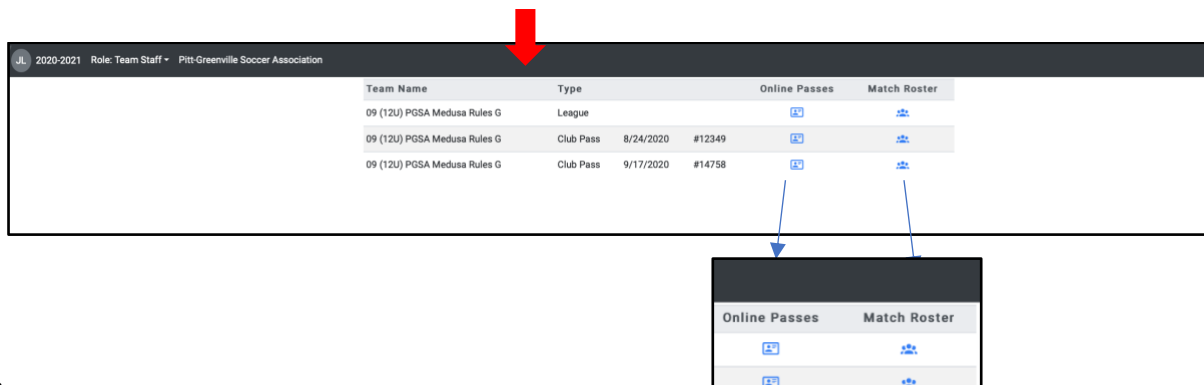 JL 2020-2021 Role: Team Staff Pitt-Greenville Soccer Association
Team Name Type Online Passes Match Roster
09 (12U) PGSA Medusa Rules G League
09 (12U) PGSA Medusa Rules G Club Pass 8/24/2020 #12349
09 (12U) PGSA Medusa Rules G Club Pass 9/17/2020 #14758
Online Passes Match Roster